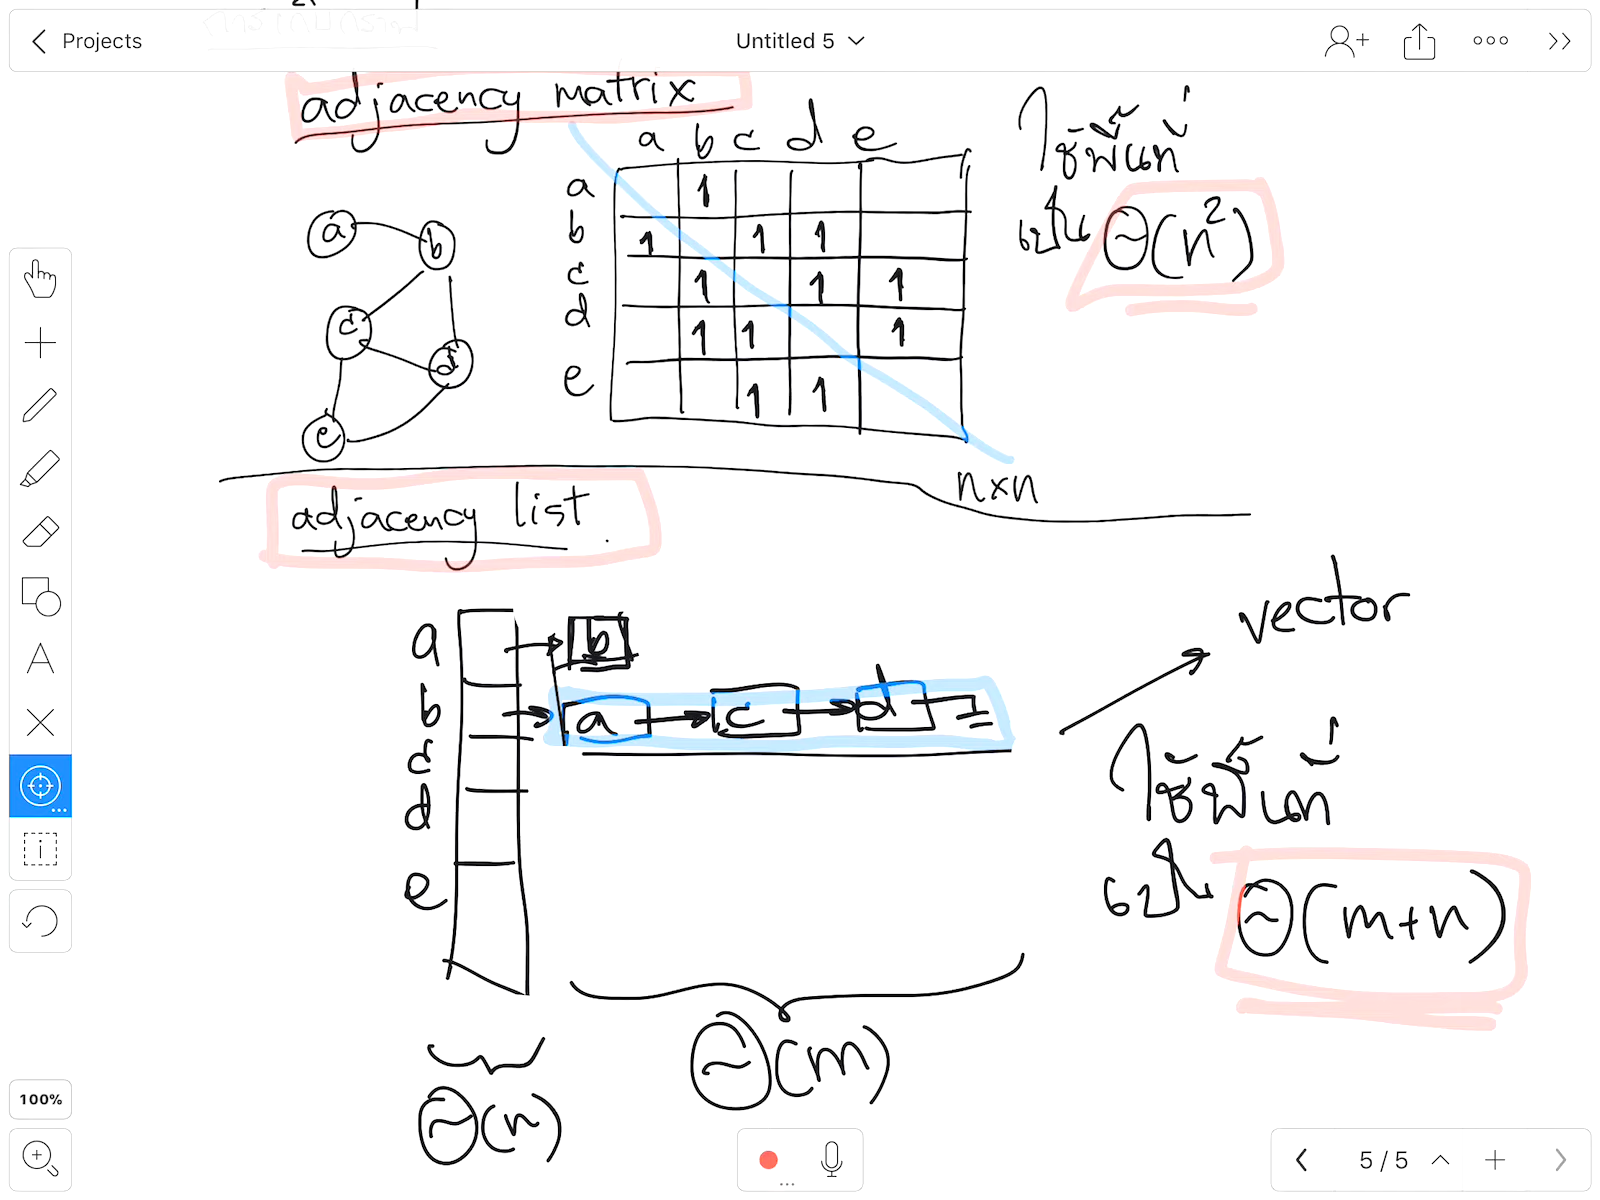 Projects
Untitled 5
adjacency matrix
a b c d e
a 1
b 1 1 1
c 1 1 1
d 1 1 1
e 1 1
n×n
a
b
c
d
e
ใช้พื้นที่
เป็น Θ(n²)
adjacency list.
a b
b a c d
c
d
e
vector
ใช้พื้นที่
เป็น Θ(m+n)
Θ(m)
Θ(n)
A
i
100%
5 / 5